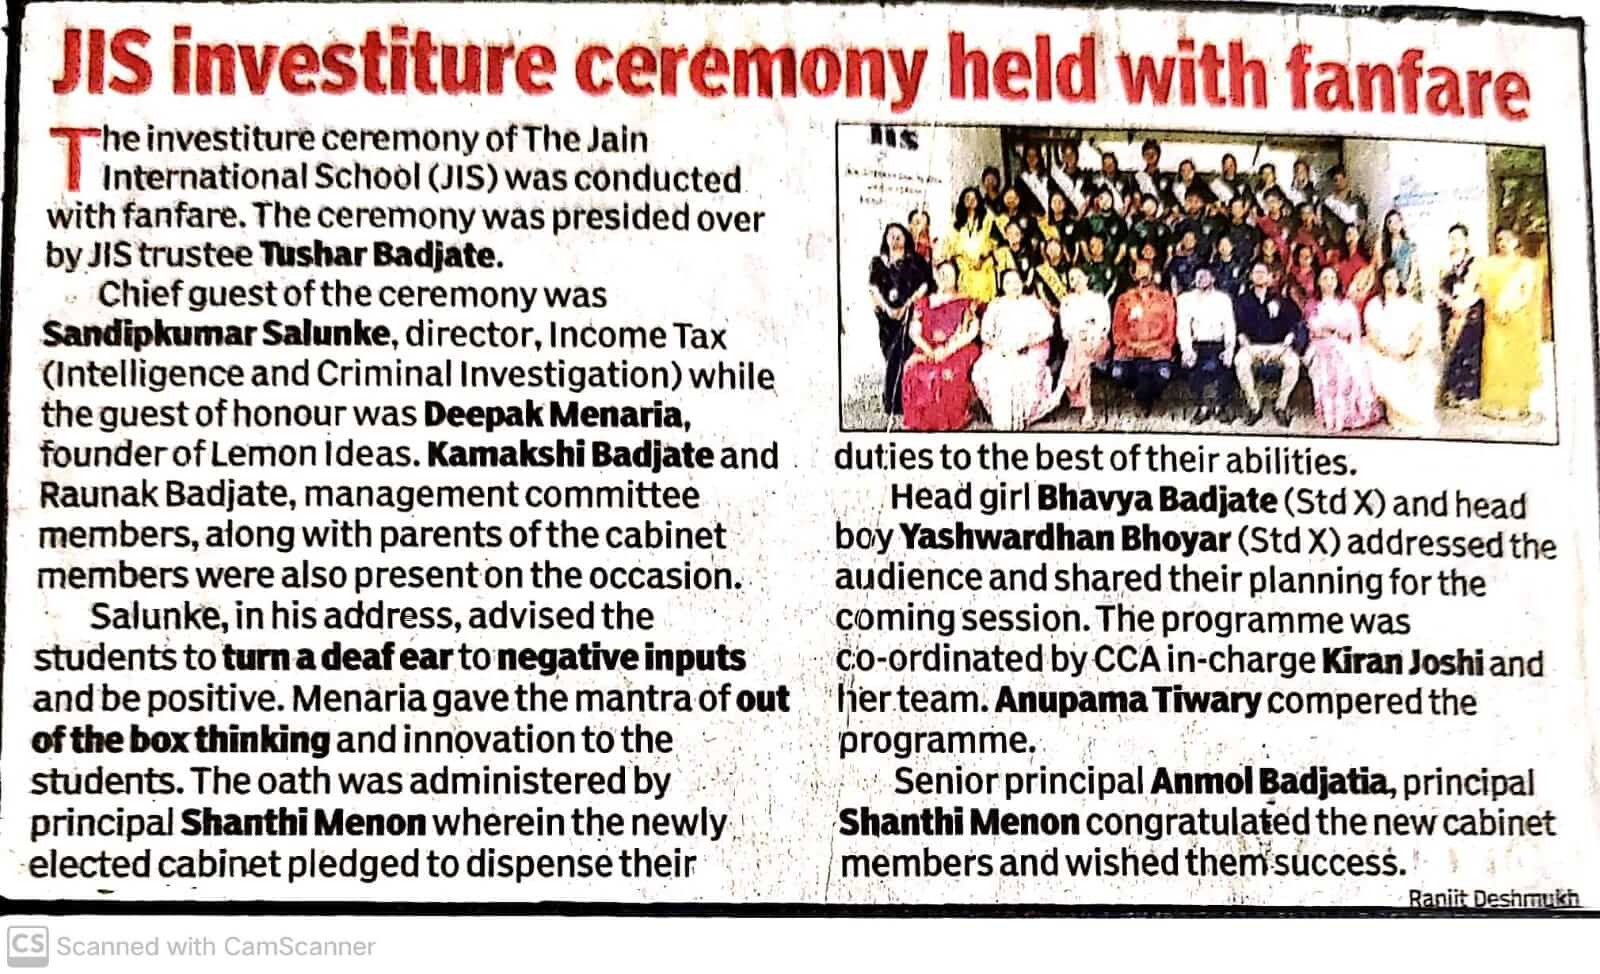 JIS investiture ceremony held with fanfare
The investiture ceremony of The Jain
International School (JIS) was conducted
with fanfare. The ceremony was presided over
by JIS trustee Tushar Badjate.
Chief guest of the ceremony was
Sandipkumar Salunke, director, Income Tax
(Intelligence and Criminal Investigation) while
the guest of honour was Deepak Menaria,
founder of Lemon Ideas. Kamakshi Badjate and
Raunak Badjate, management committee
members, along with parents of the cabinet
members were also present on the occasion.
Salunke, in his address, advised the
students to turn a deaf ear to negative inputs
and be positive. Menaria gave the mantra of out
of the box thinking and innovation to the
students. The oath was administered by
principal Shanthi Menon wherein the newly
elected cabinet pledged to dispense their
jis
duties to the best of their abilities.
Head girl Bhavya Badjate (Std X) and head
boy Yashwardhan Bhoyar (Std X) addressed the
audience and shared their planning for the
coming session. The programme was
co-ordinated by CCA in-charge Kiran Joshi and
her team. Anupama Tiwary compered the
programme.
Senior principal Anmol Badjatia, principal
Shanthi Menon congratulated the new cabinet
members and wished them success.
Ranjit Deshmukh
CS Scanned with CamScanner